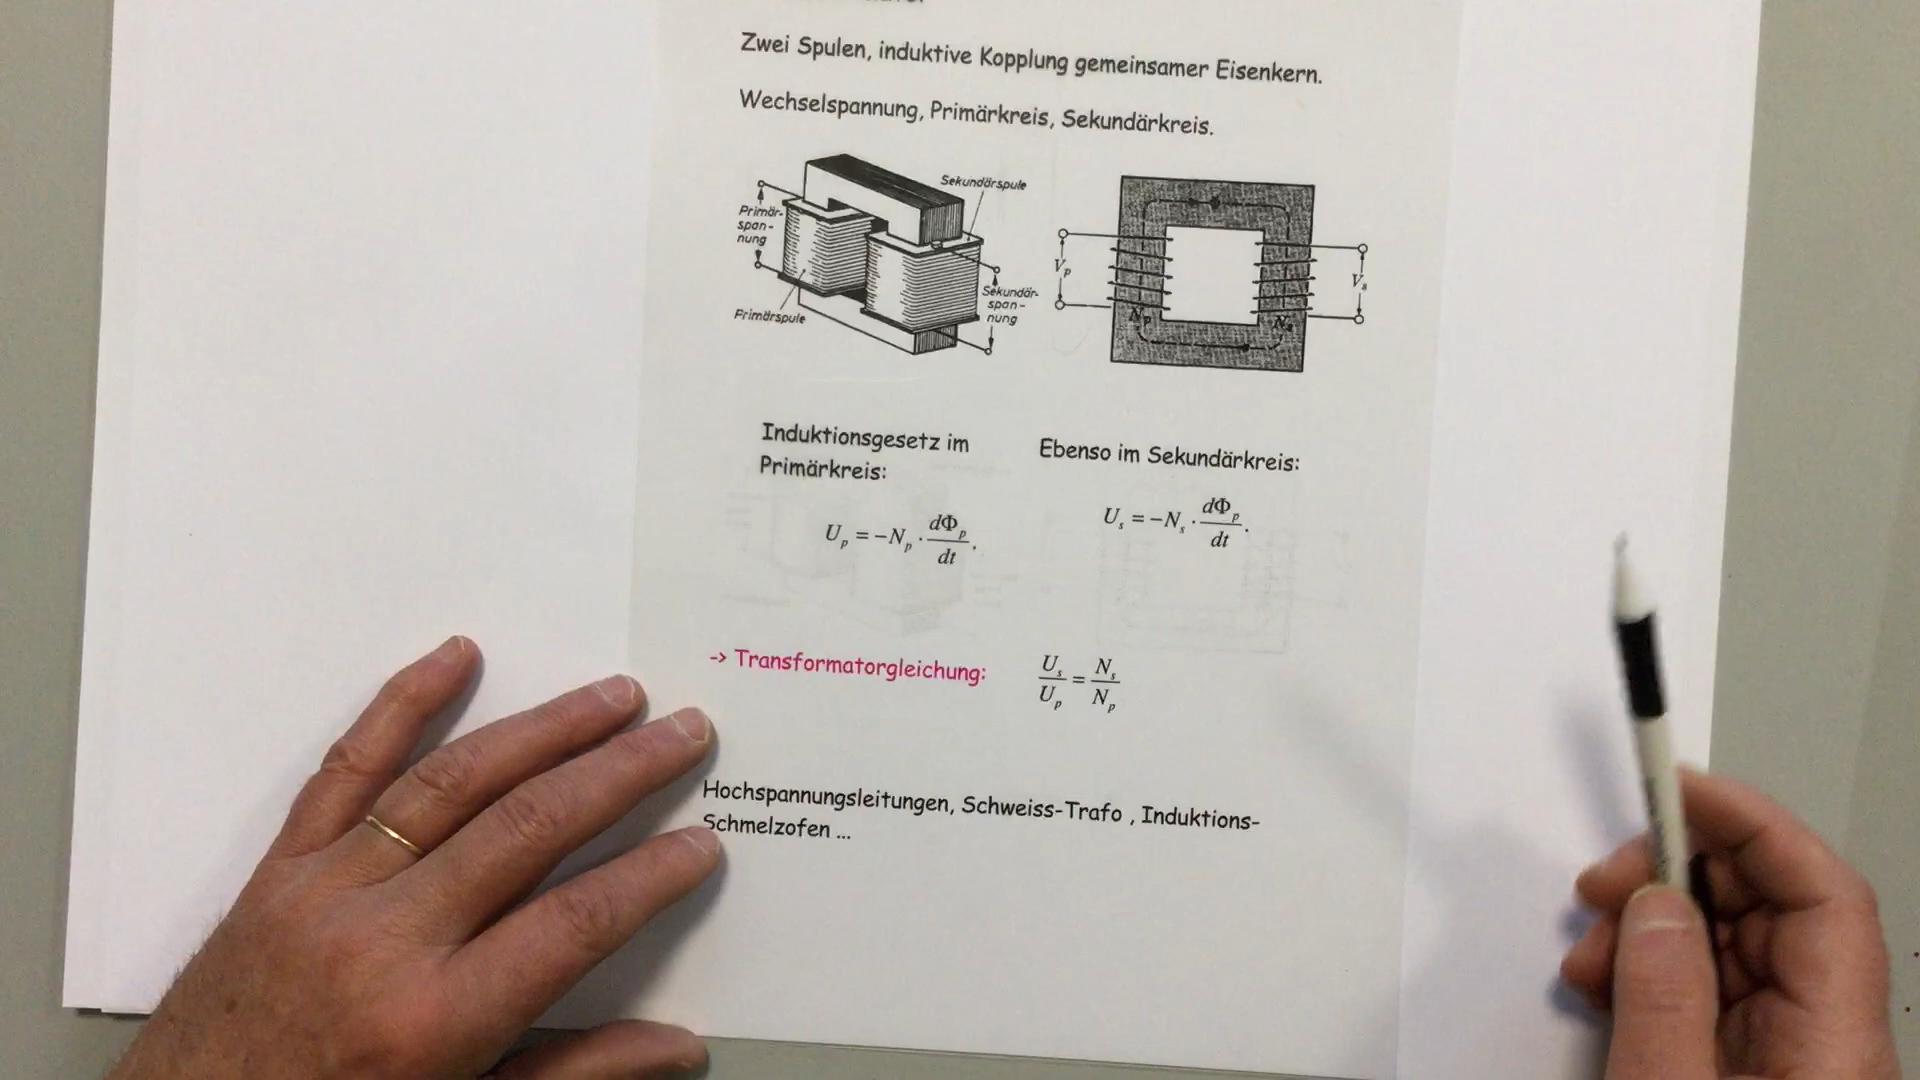 Zwei Spulen, induktive Kopplung gemeinsamer Eisenkern.
Wechselspannung, Primärkreis, Sekundärkreis.
Primär-
span-
nung
Sekundärspule
Primärspule
Sekundär-
span-
nung
V_p
N_p
N_s
V_s
Induktionsgesetz im
Primärkreis:
U_p = -N_p · dΦ_p/dt.
Ebenso im Sekundärkreis:
U_s = -N_s · dΦ_p/dt.
-> Transformatorgleichung:
U_s/U_p = N_s/N_p
Hochspannungsleitungen, Schweiss-Trafo , Induktions-
Schmelzofen ...